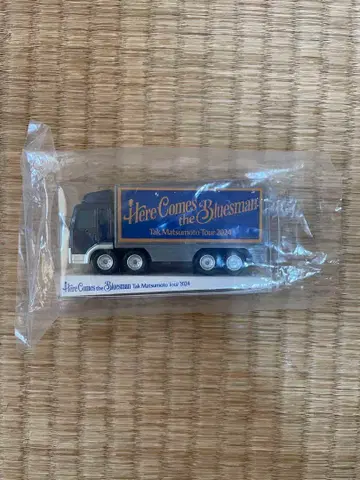 Here Comes
the Bluesman
Tak Matsumoto Tour 2024
Here Comes the Bluesman Tak Matsumoto Tour 2024